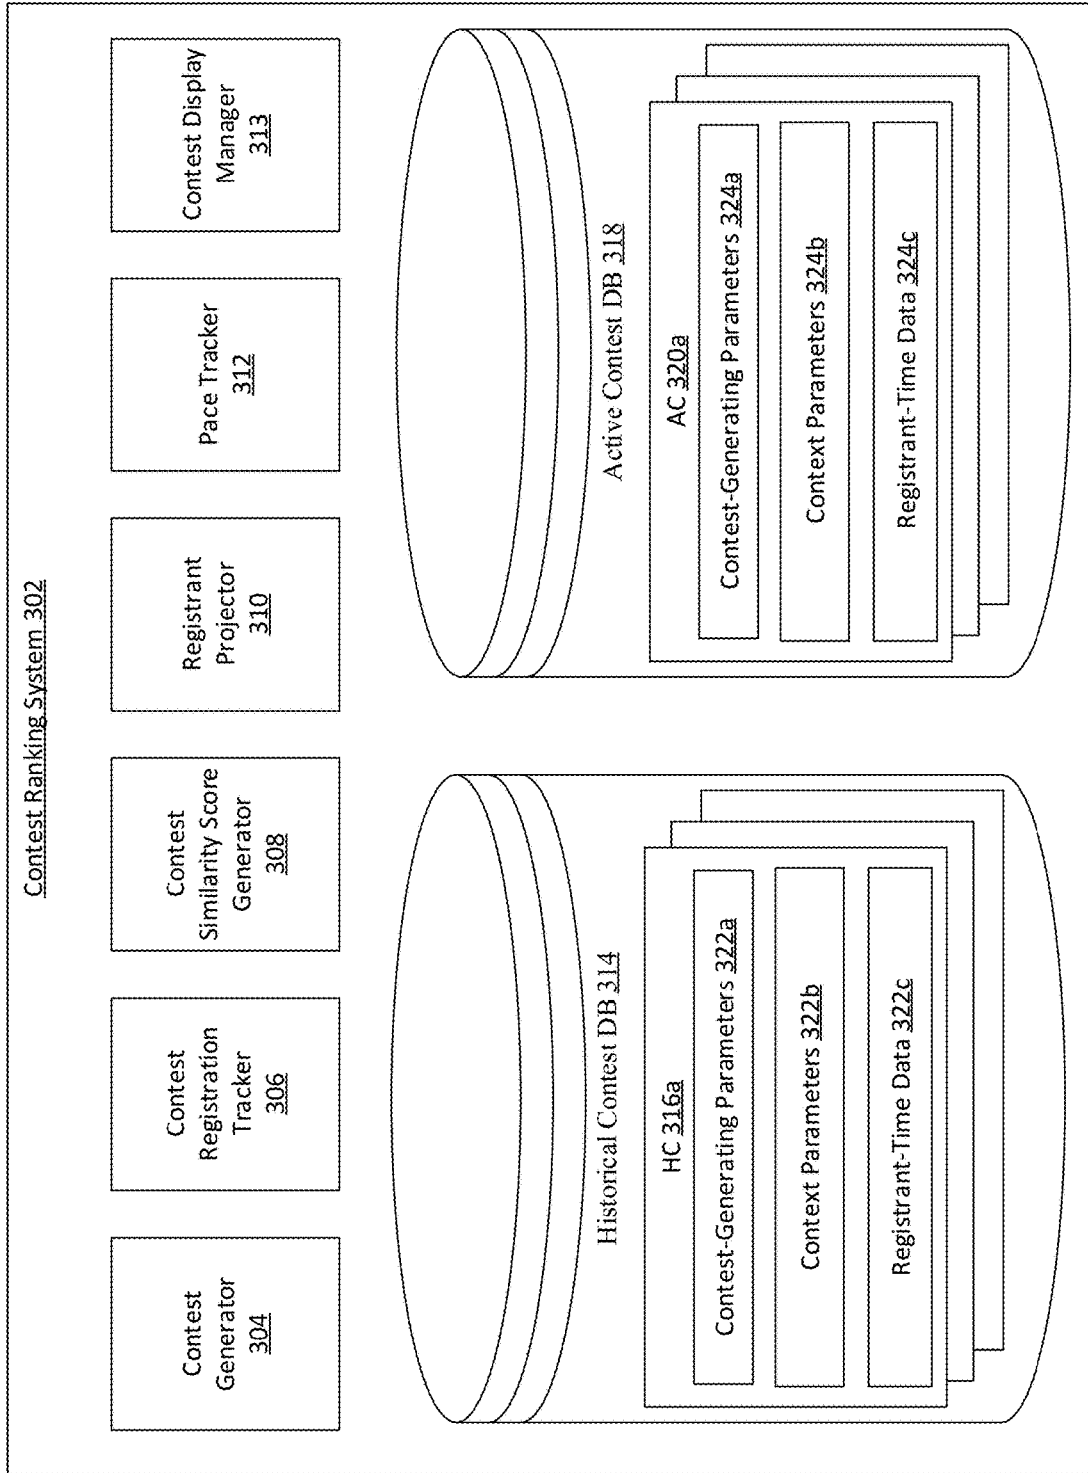 Contest Ranking System 302
Contest
Generator
304
Contest
Registration
Tracker
306
Contest
Similarity Score
Generator
308
Registrant
Projector
310
Pace Tracker
312
Contest Display
Manager
313
Historical Contest DB 314
HC 316a
Contest-Generating Parameters 322a
Context Parameters 322b
Registrant-Time Data 322c
Active Contest DB 318
AC 320a
Contest-Generating Parameters 324a
Context Parameters 324b
Registrant-Time Data 324c